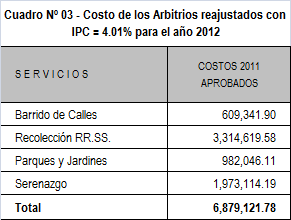 Cuadro Nº 03 - Costo de los Arbitrios reajustados con
IPC = 4.01% para el año 2012
SERVICIOS
COSTOS 2011
APROBADOS
Barrido de Calles 609,341.90
Recolección RR.SS. 3,314,619.58
Parques y Jardines 982,046.11
Serenazgo 1,973,114.19
Total 6,879,121.78